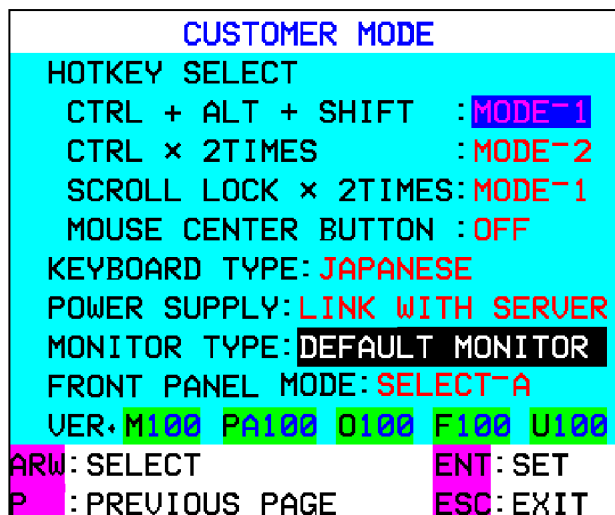 CUSTOMER MODE
HOTKEY SELECT
CTRL + ALT + SHIFT :MODE-1
CTRL × 2TIMES :MODE-2
SCROLL LOCK × 2TIMES:MODE-1
MOUSE CENTER BUTTON :OFF
KEYBOARD TYPE:JAPANESE
POWER SUPPLY:LINK WITH SERVER
MONITOR TYPE:DEFAULT MONITOR
FRONT PANEL MODE:SELECT-A
VER. M100 PA100 O100 F100 U100
ARW:SELECT ENT:SET
P :PREVIOUS PAGE ESC:EXIT